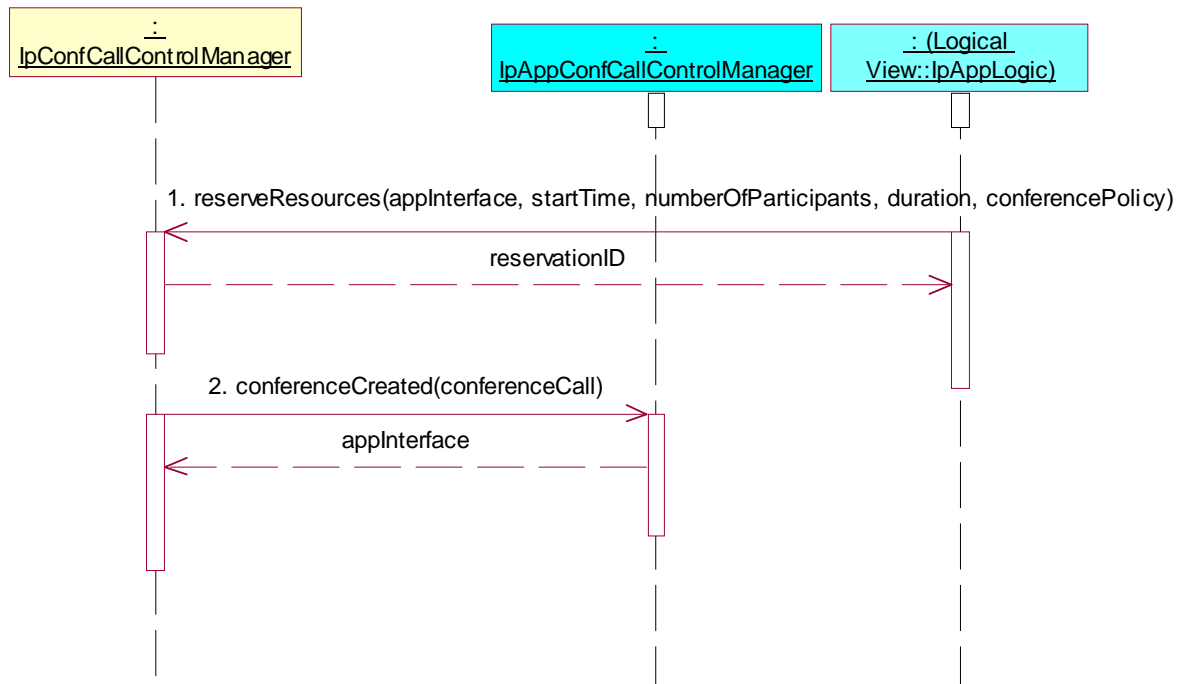 :
IpConfCallControlManager
:
IpAppConfCallControlManager
: (Logical
View::IpAppLogic)
1. reserveResources(appInterface, startTime, numberOfParticipants, duration, conferencePolicy)
reservationID
2. conferenceCreated(conferenceCall)
appInterface